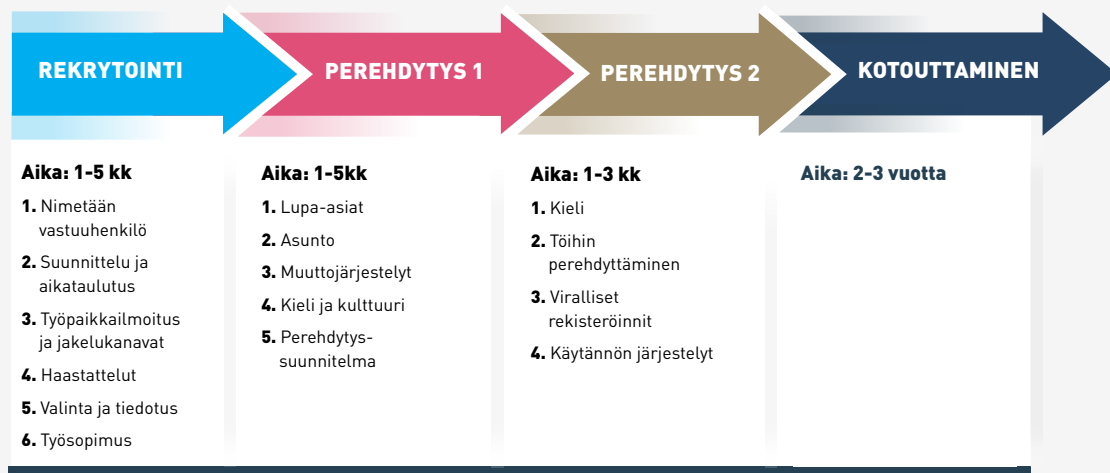 REKRYTOINTI
PEREHDYTYS 1
PEREHDYTYS 2
KOTOUTTAMINEN
Aika: 1-5 kk
1. Nimetään
vastuuhenkilö
2. Suunnittelu ja
aikataulutus
3. Työpaikkailmoitus
ja jakelukanavat
4. Haastattelut
5. Valinta ja tiedotus
6. Työsopimus
Aika: 1-5kk
1. Lupa-asiat
2. Asunto
3. Muuttojärjestelyt
4. Kieli ja kulttuuri
5. Perehdytys-
suunnitelma
Aika: 1-3 kk
1. Kieli
2. Töihin
perehdyttäminen
3. Viralliset
rekisteröinnit
4. Käytännön järjestelyt
Aika: 2-3 vuotta